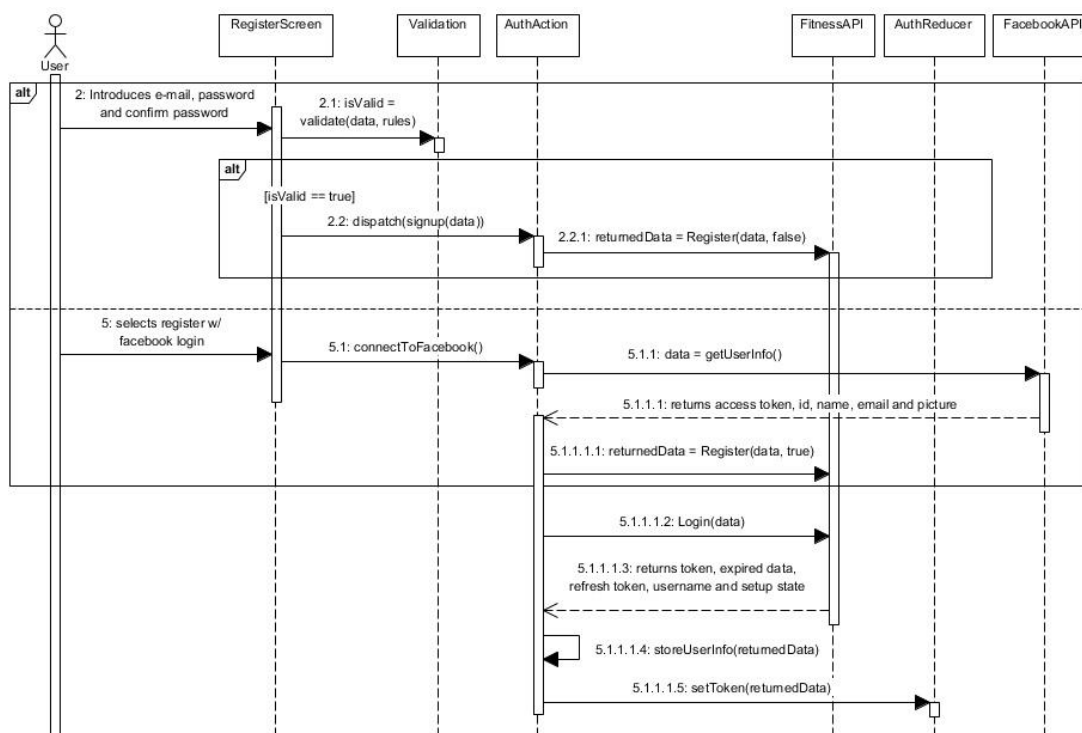 RegisterScreen
Validation
AuthAction
FitnessAPI
AuthReducer
FacebookAPI
User
alt
2: Introduces e-mail, password
and confirm password
2.1: isValid =
validate(data, rules)
alt
[isValid == true]
2.2: dispatch(signup(data))
2.2.1: returnedData = Register(data, false)
5: selects register w/
facebook login
5.1: connectToFacebook()
5.1.1: data = getUserInfo()
5.1.1.1: returns access token, id, name, email and picture
5.1.1.1.1: returnedData = Register(data, true)
5.1.1.1.2: Login(data)
5.1.1.1.3: returns token, expired data,
refresh token, username and setup state
5.1.1.1.4: storeUserInfo(returnedData)
5.1.1.1.5: setToken(returnedData)